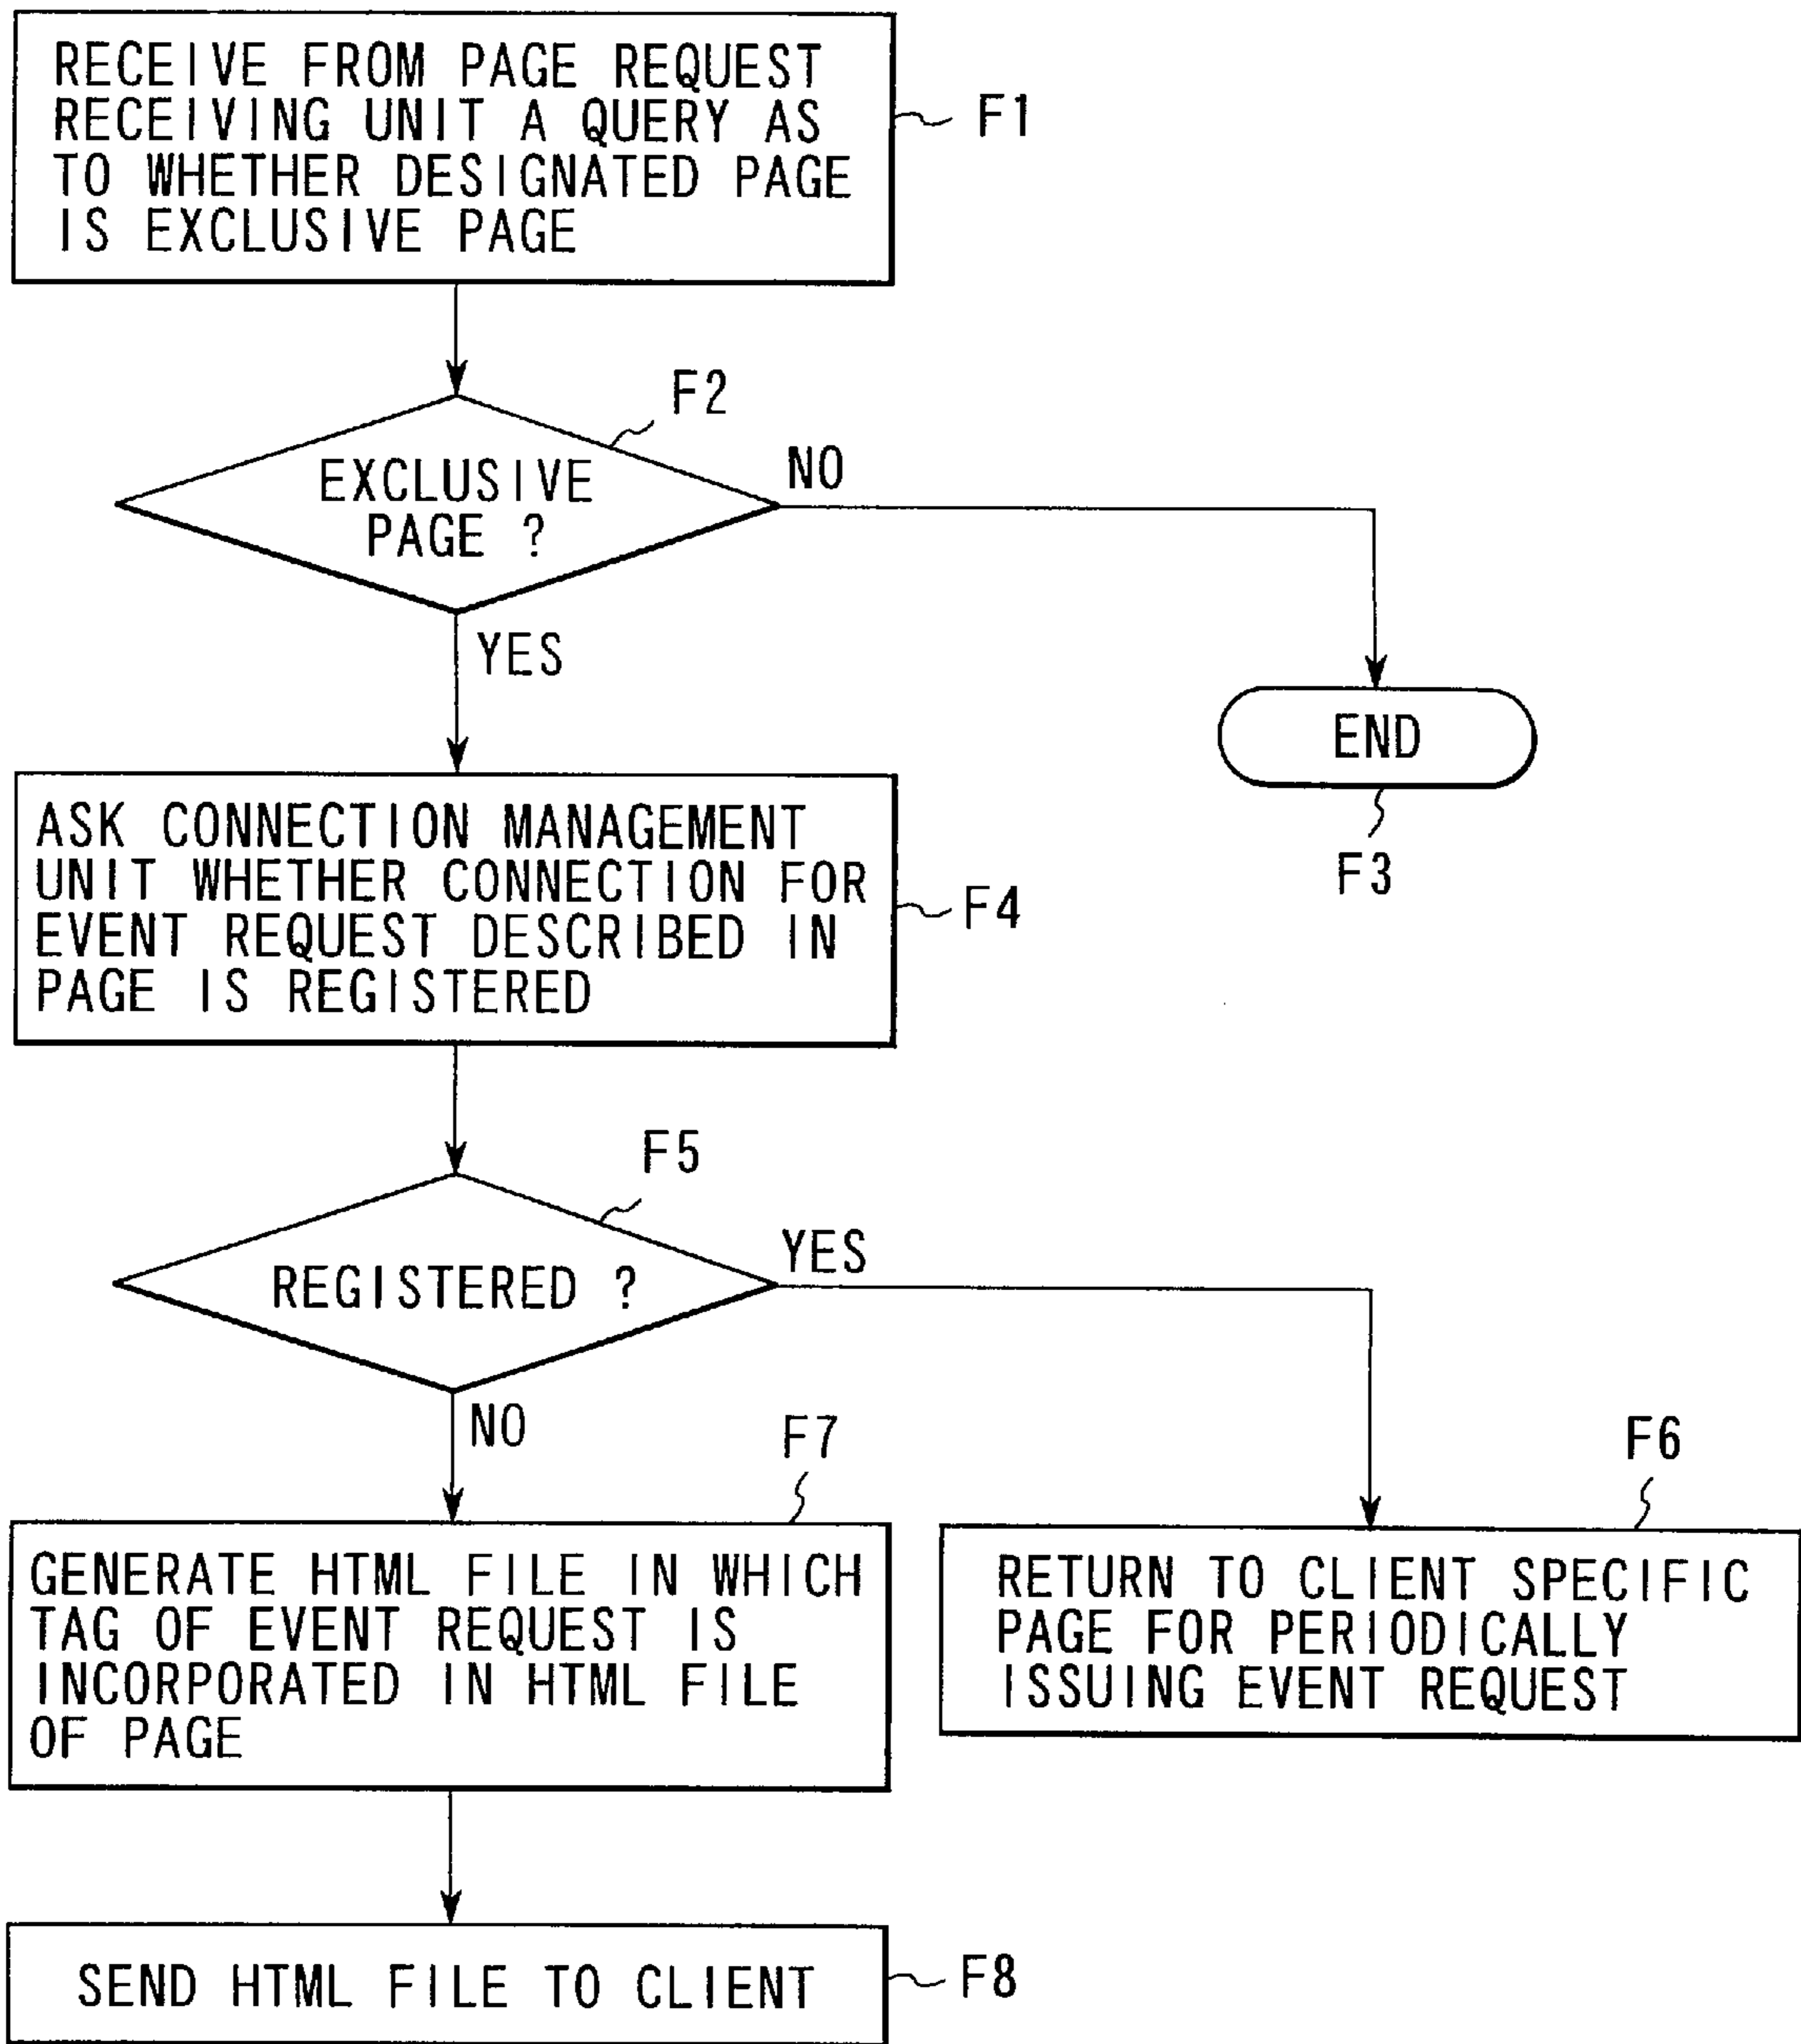 RECEIVE FROM PAGE REQUEST
RECEIVING UNIT A QUERY AS
TO WHETHER DESIGNATED PAGE
IS EXCLUSIVE PAGE
F1
F2
EXCLUSIVE
PAGE ?
NO
YES
END
F3
ASK CONNECTION MANAGEMENT
UNIT WHETHER CONNECTION FOR
EVENT REQUEST DESCRIBED IN
PAGE IS REGISTERED
F4
F5
REGISTERED ?
YES
NO
F7
F6
GENERATE HTML FILE IN WHICH
TAG OF EVENT REQUEST IS
INCORPORATED IN HTML FILE
OF PAGE
RETURN TO CLIENT SPECIFIC
PAGE FOR PERIODICALLY
ISSUING EVENT REQUEST
SEND HTML FILE TO CLIENT
F8